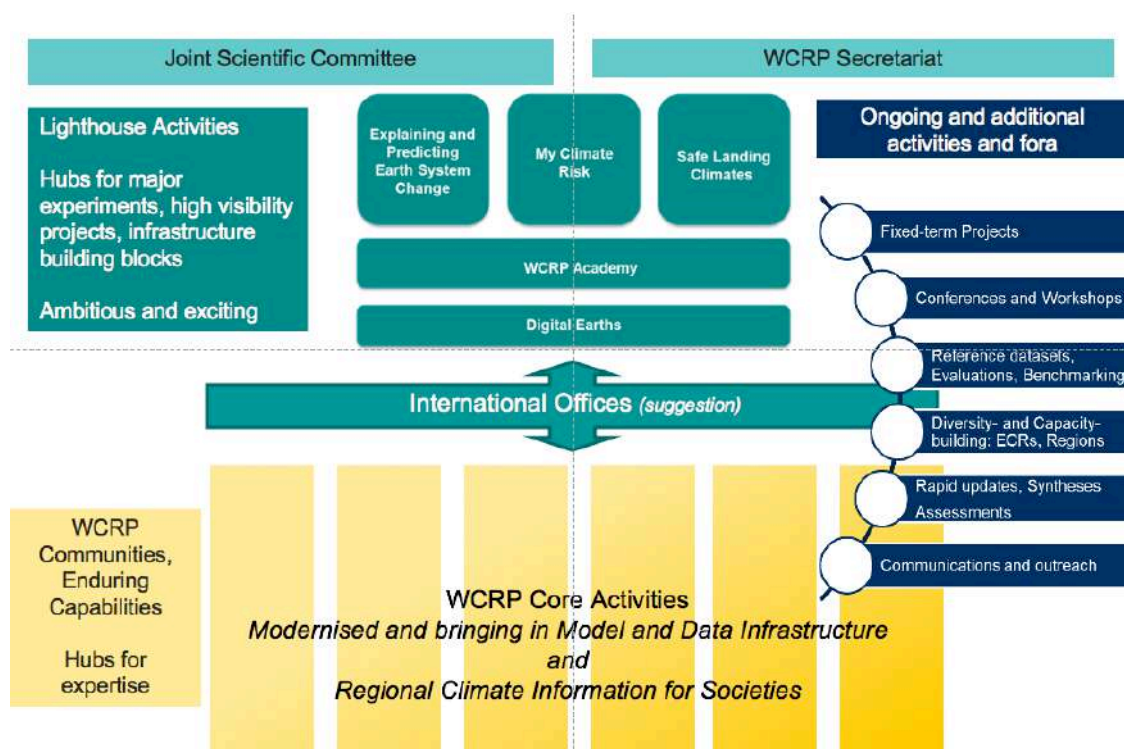 Joint Scientific Committee
WCRP Secretariat
Lighthouse Activities
Hubs for major
experiments, high visibility
projects, infrastructure
building blocks
Ambitious and exciting
Explaining and
Predicting
Earth System
Change
My Climate
Risk
Safe Landing
Climates
WCRP Academy
Digital Earths
Ongoing and additional
activities and fora
Fixed-term Projects
Conferences and Workshops
Reference datasets,
Evaluations, Benchmarking
Diversity- and Capacity-
building: ECRs, Regions
Rapid updates, Syntheses
Assessments
Communications and outreach
International Offices (suggestion)
WCRP
Communities,
Enduring
Capabilities
Hubs for
expertise
WCRP Core Activities
Modernised and bringing in Model and Data Infrastructure
and
Regional Climate Information for Societies